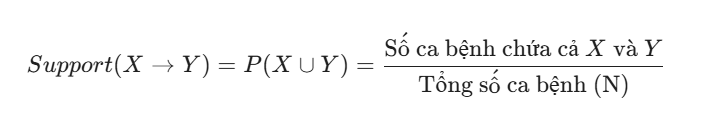 Support(X → Y) = P(X ∪ Y) = Số ca bệnh chứa cả X và Y / Tổng số ca bệnh (N)